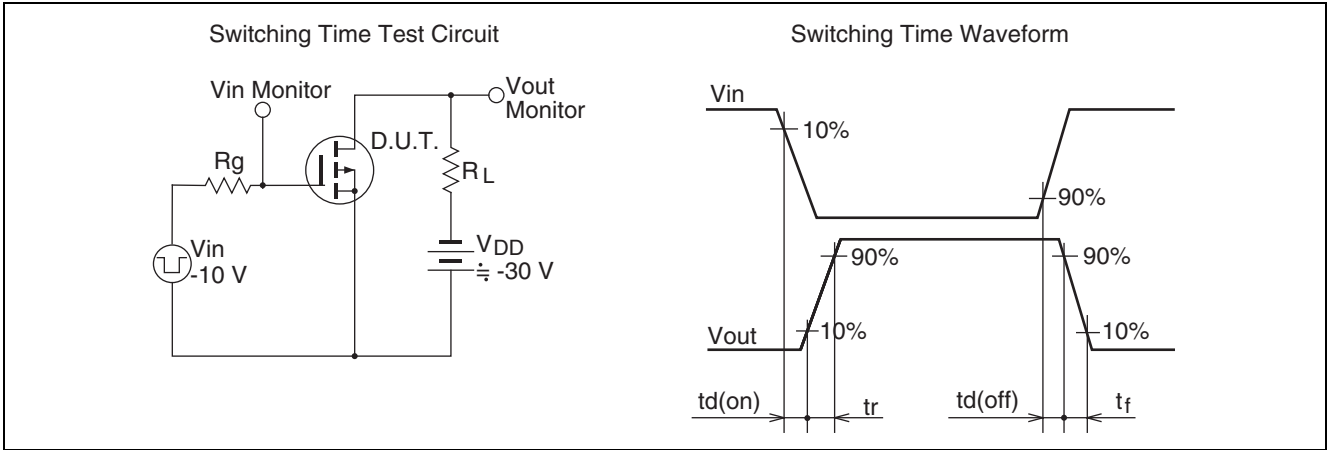 Switching Time Test Circuit
Vin Monitor
Vout
Monitor
D.U.T.
Rg
RL
Vin
-10 V
VDD
≒ -30 V
Switching Time Waveform
Vin
10%
90%
90%
90%
Vout
10%
10%
td(on)
tr
td(off)
tf